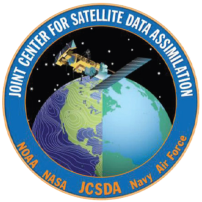 JOINT CENTER FOR SATELLITE DATA ASSIMILATION
NOAA NASA JCSDA Navy Air Force